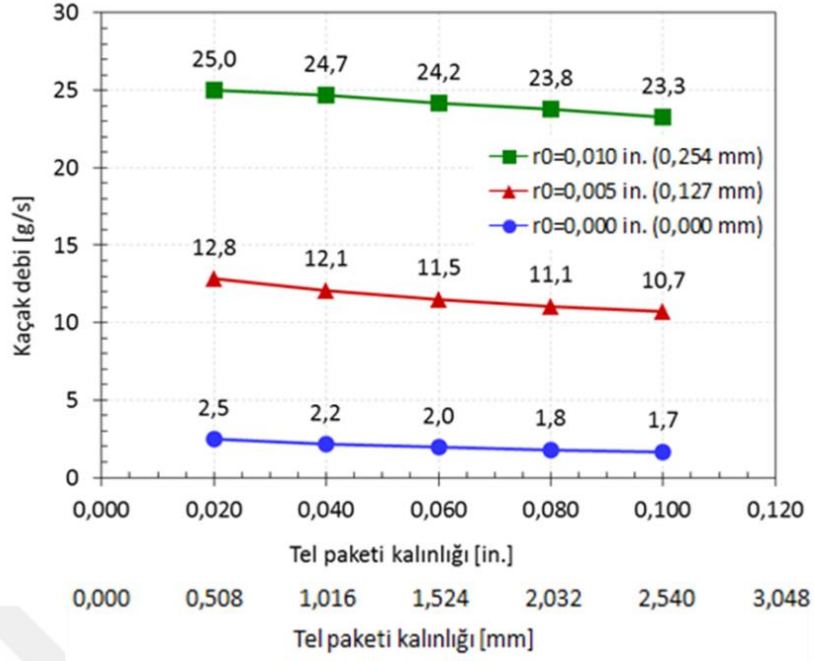 30
25,0
24,7
24,2
23,8
23,3
25
r0=0,010 in. (0,254 mm)
r0=0,005 in. (0,127 mm)
r0=0,000 in. (0,000 mm)
20
Kaçak debi [g/s]
15
12,8
12,1
11,5
11,1
10,7
10
5
2,5
2,2
2,0
1,8
1,7
0
0,000 0,020 0,040 0,060 0,080 0,100 0,120
Tel paketi kalınlığı [in.]
0,000 0,508 1,016 1,524 2,032 2,540 3,048
Tel paketi kalınlığı [mm]